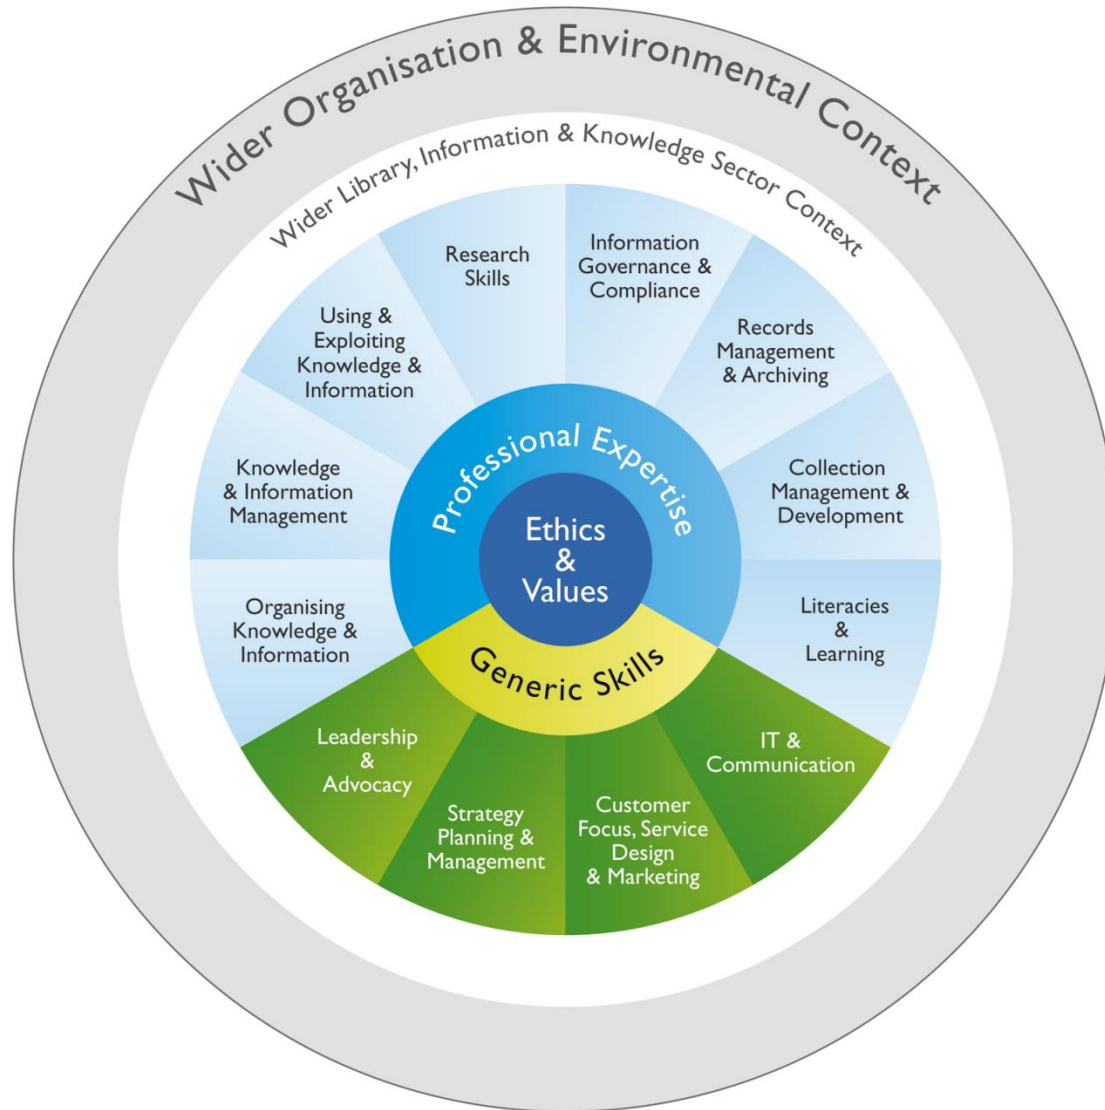 Wider Organisation & Environmental Context
Wider Library, Information & Knowledge Sector Context
Research
Skills
Information
Governance &
Compliance
Records
Management
& Archiving
Collection
Management &
Development
Literacies
&
Learning
Using &
Exploiting
Knowledge &
Information
Knowledge
& Information
Management
Organising
Knowledge &
Information
Professional Expertise
Ethics
&
Values
Generic Skills
Leadership
&
Advocacy
Strategy
Planning &
Management
Customer
Focus, Service
Design
& Marketing
IT &
Communication